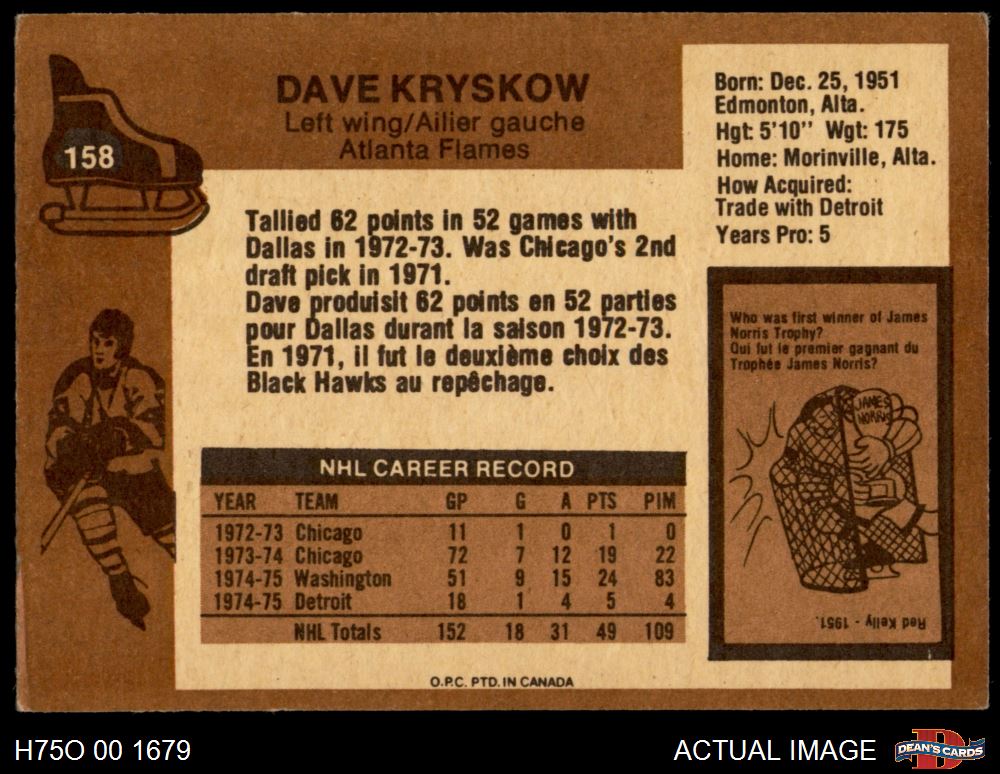 158
DAVE KRYSKOW
Left wing/Ailier gauche
Atlanta Flames
Born: Dec. 25, 1951
Edmonton, Alta.
Hgt: 5'10" Wgt: 175
Home: Morinville, Alta.
How Acquired:
Trade with Detroit
Years Pro: 5
Tallied 62 points in 52 games with
Dallas in 1972-73. Was Chicago's 2nd
draft pick in 1971.
Dave produisit 62 points en 52 parties
pour Dallas durant la saison 1972-73.
En 1971, il fut le deuxième choix des
Black Hawks au repêchage.
Who was first winner of James
Norris Trophy?
Qui fut le premier gagnant du
Trophée James Norris?
JAMES
NORRIS
Red Kelly - 1951.
NHL CAREER RECORD
YEAR TEAM GP G A PTS PIM
1972-73 Chicago 11 1 0 1 0
1973-74 Chicago 72 7 12 19 22
1974-75 Washington 51 9 15 24 83
1974-75 Detroit 18 1 4 5 4
NHL Totals 152 18 31 49 109
O.P.C. PTD. IN CANADA
H75O 00 1679
ACTUAL IMAGE
D
DEAN'S CARDS